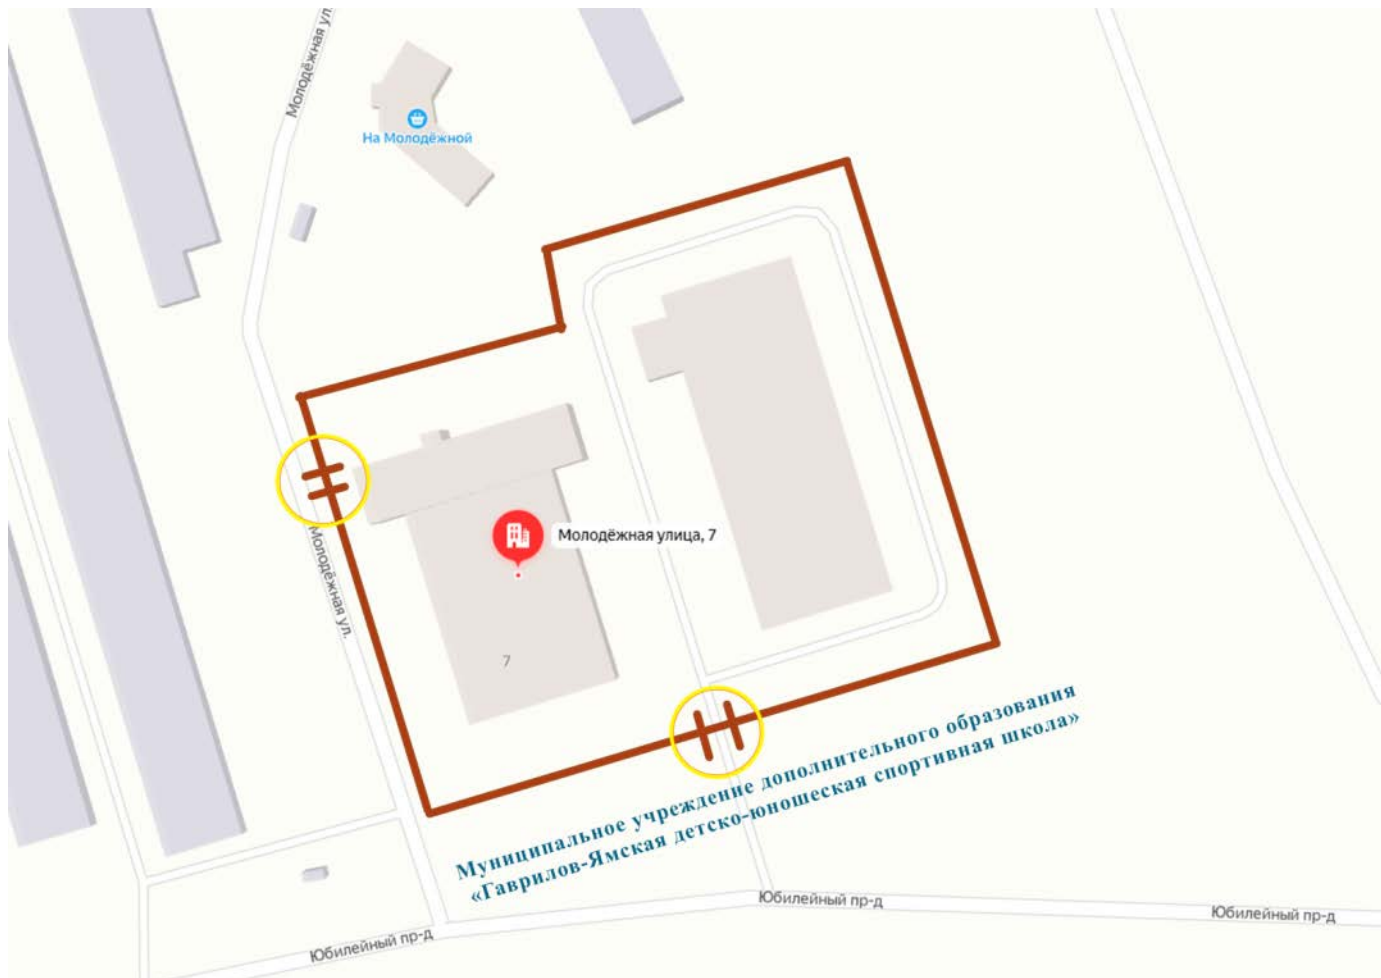 Молодёжная ул.
На Молодёжной
Молодёжная улица, 7
Молодёжная ул.
7
Муниципальное учреждение дополнительного образования
«Гаврилов-Ямская детско-юношеская спортивная школа»
Юбилейный пр-д
Юбилейный пр-д
Юбилейный пр-д